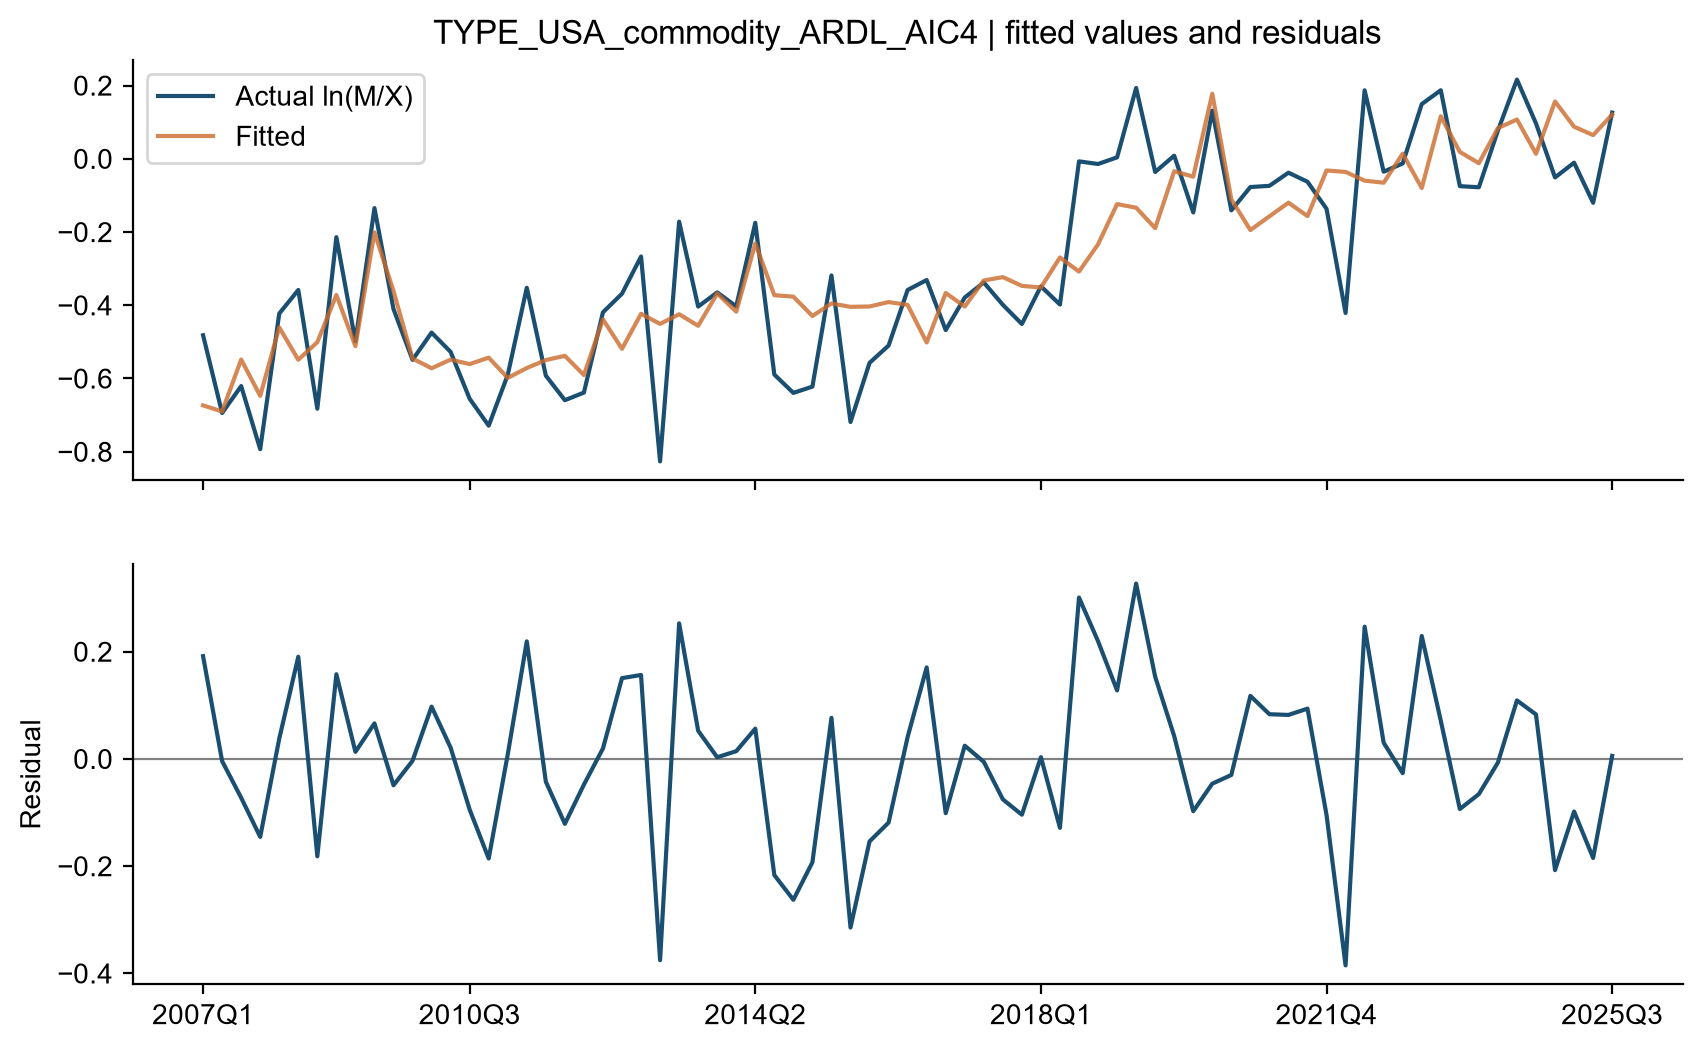 TYPE_USA_commodity_ARDL_AIC4 | fitted values and residuals
Actual ln(M/X)
Fitted
0.2
0.0
−0.2
−0.4
−0.6
−0.8
Residual
0.2
0.0
−0.2
−0.4
2007Q1 2010Q3 2014Q2 2018Q1 2021Q4 2025Q3